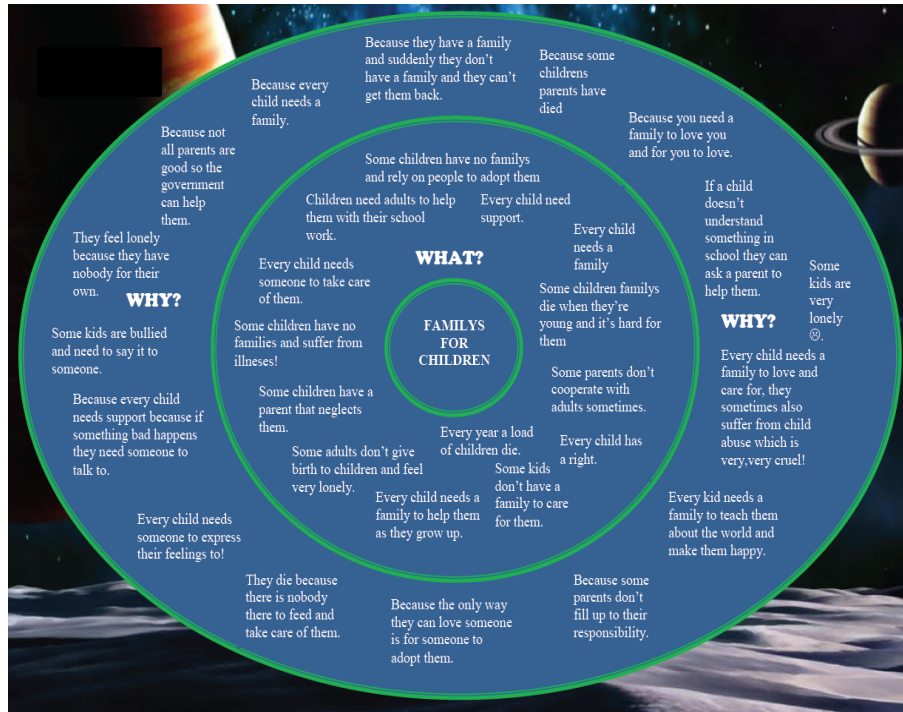 Because they have a family
and suddenly they don't
have a family and they can't
get them back.
Because some
childrens
parents have
died
Because every
child needs a
family.
Because you need a
family to love you
and for you to love.
Because not
all parents are
good so the
government
can help
them.
If a child
doesn't
understand
something in
school they can
ask a parent to
help them.
They feel lonely
because they have
nobody for their
own.
WHY?
Some kids are bullied
and need to say it to
someone.
Because every child
needs support because if
something bad happens
they need someone to
talk to.
Every child needs
someone to express
their feelings to!
Some
kids are
very
lonely
☹.
WHY?
Every child needs a
family to love and
care for, they
sometimes also
suffer from child
abuse which is
very,very cruel!
Every kid needs a
family to teach them
about the world and
make them happy.
They die because
there is nobody
there to feed and
take care of them.
Because the only way
they can love someone
is for someone to
adopt them.
Because some
parents don't
fill up to their
responsibility.
Some children have no familys
and rely on people to adopt them
Children need adults to help
them with their school
work.
Every child need
support.
WHAT?
Every child
needs a
family
Every child needs
someone to take care
of them.
Some children familys
die when they're
young and it's hard for
them
Some children have no
families and suffer from
illneses!
Some parents don't
cooperate with
adults sometimes.
Some children have a
parent that neglects
them.
Every year a load
of children die.
Every child has
a right.
Some adults don't give
birth to children and feel
very lonely.
Some kids
don't have a
family to care
for them.
Every child needs a
family to help them
as they grow up.
FAMILYS
FOR
CHILDREN